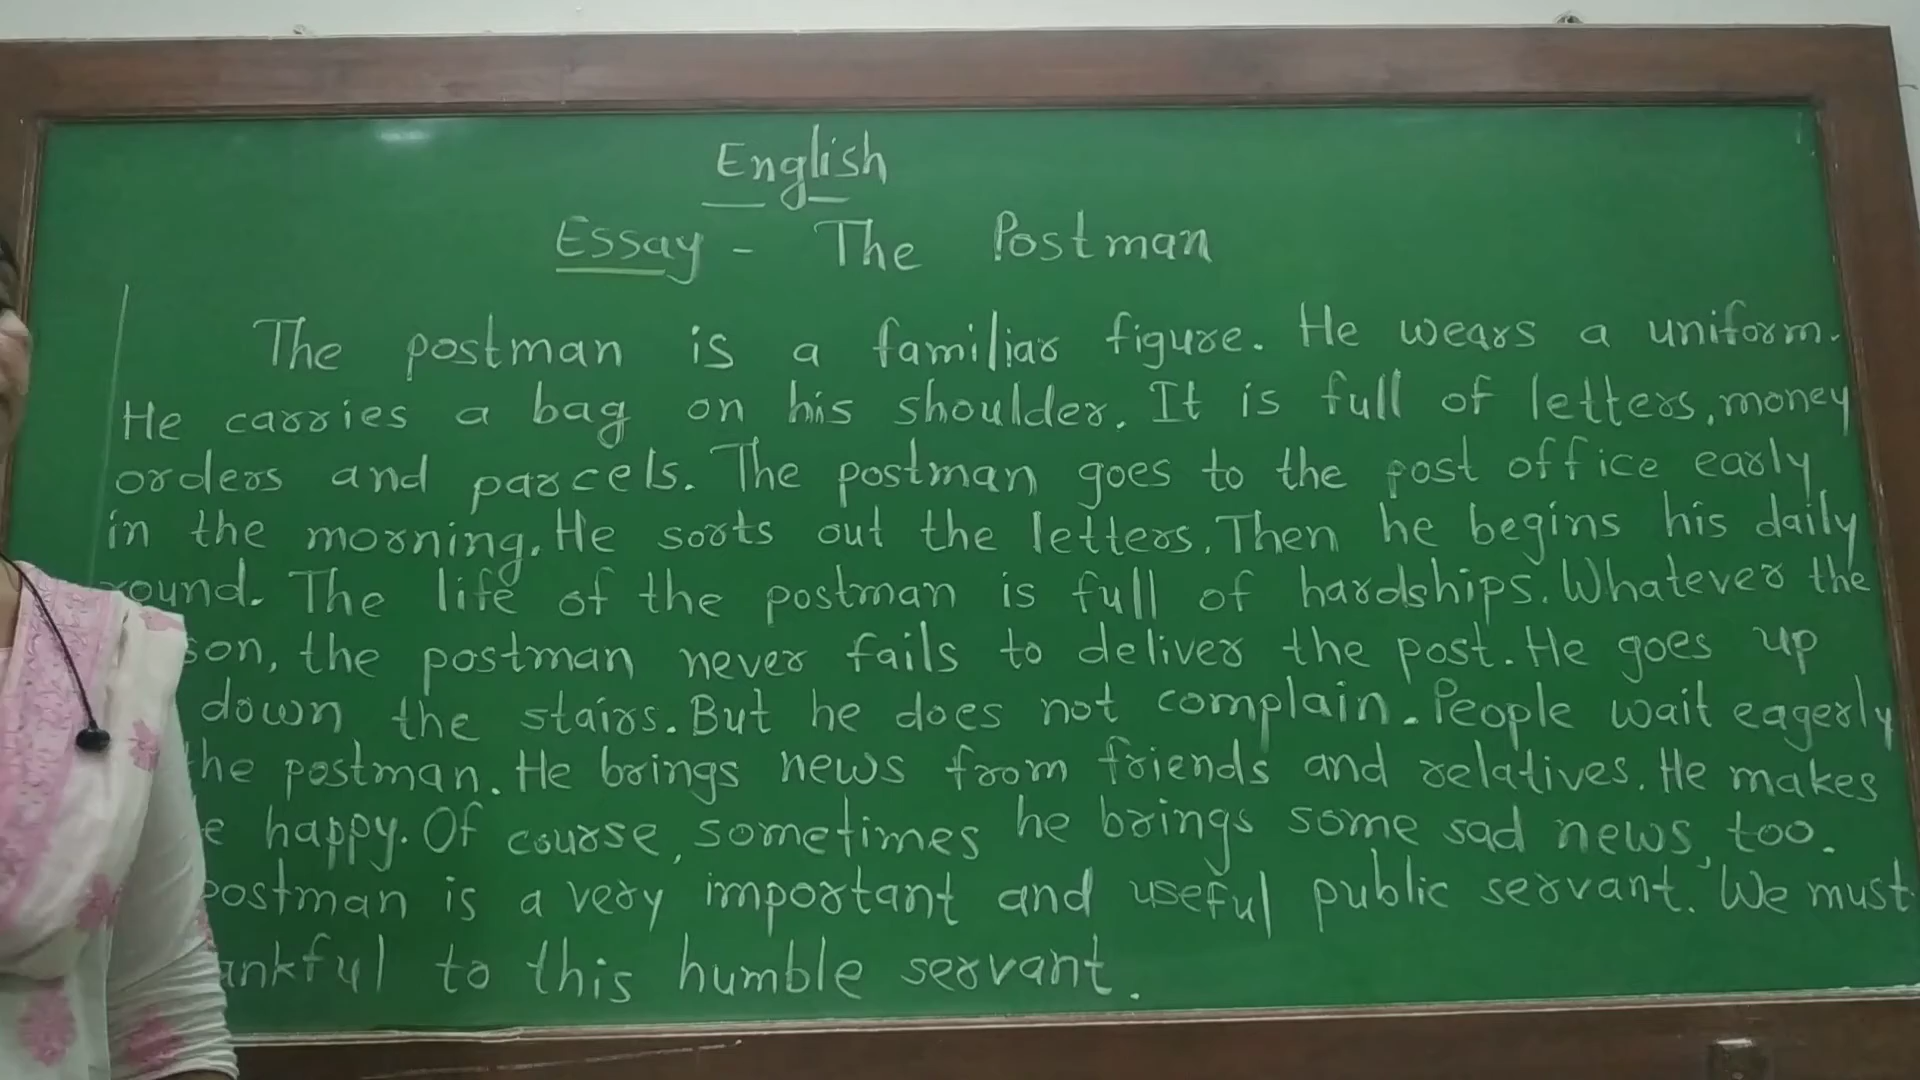 English
Essay - The Postman
The postman is a familiar figure. He wears a uniform.
He carries a bag on his shoulder. It is full of letters, money
orders and parcels. The postman goes to the post office early
in the morning. He sorts out the letters. Then he begins his daily
round. The life of the postman is full of hardships. Whatever the
the postman never fails to deliver the post. He goes up
down the stairs. But he does not complain. People wait eagerly
the postman. He brings news from friends and relatives. He makes
happy. Of course, sometimes he brings some sad news, too.
postman is a very important and useful public servant. We must
to this humble servant.